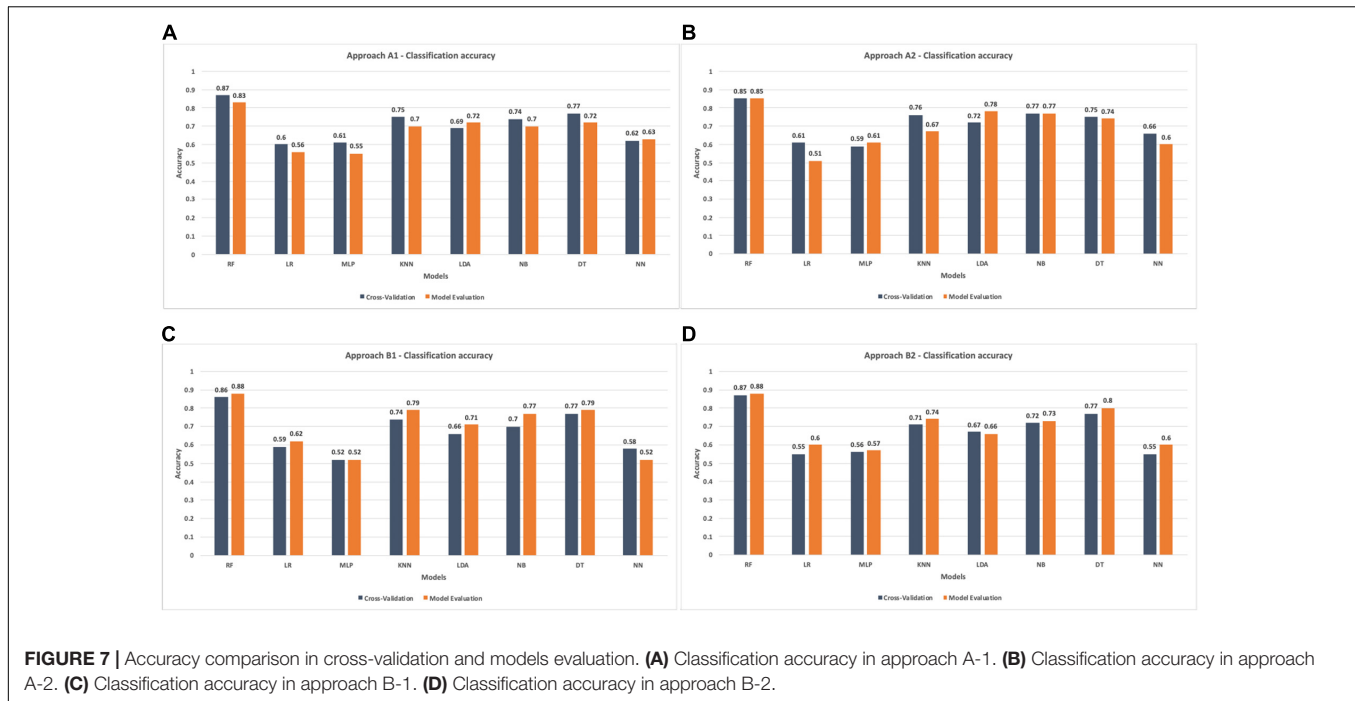 A
Approach A1 - Classification accuracy
1
0.9
0.8
0.7
0.6
0.5
0.4
0.3
0.2
0.1
0
Accuracy
0.87 0.83
0.6 0.56
0.61 0.55
0.75 0.7
0.69 0.72
0.74 0.7
0.77 0.72
0.62 0.63
RF LR MLP KNN LDA NB DT NN
Models
Cross-Validation Model Evaluation
B
Approach A2 - Classification accuracy
1
0.9
0.8
0.7
0.6
0.5
0.4
0.3
0.2
0.1
0
Accuracy
0.85 0.85
0.61 0.51
0.59 0.61
0.76 0.67
0.72 0.78
0.77 0.77
0.75 0.74
0.66 0.6
RF LR MLP KNN LDA NB DT NN
Models
Cross-Validation Model Evaluation
C
Approach B1 - Classification accuracy
1
0.9
0.8
0.7
0.6
0.5
0.4
0.3
0.2
0.1
0
Accuracy
0.86 0.88
0.59 0.62
0.52 0.52
0.74 0.79
0.66 0.71
0.7 0.77
0.77 0.79
0.58 0.52
RF LR MLP KNN LDA NB DT NN
Models
Cross-Validation Model Evaluation
D
Approach B2 - Classification accuracy
1
0.9
0.8
0.7
0.6
0.5
0.4
0.3
0.2
0.1
0
Accuracy
0.87 0.88
0.55 0.6
0.56 0.57
0.71 0.74
0.67 0.66
0.72 0.73
0.77 0.8
0.55 0.6
RF LR MLP KNN LDA NB DT NN
Models
Cross-Validation Model Evaluation
FIGURE 7 | Accuracy comparison in cross-validation and models evaluation. (A) Classification accuracy in approach A-1. (B) Classification accuracy in approach
A-2. (C) Classification accuracy in approach B-1. (D) Classification accuracy in approach B-2.